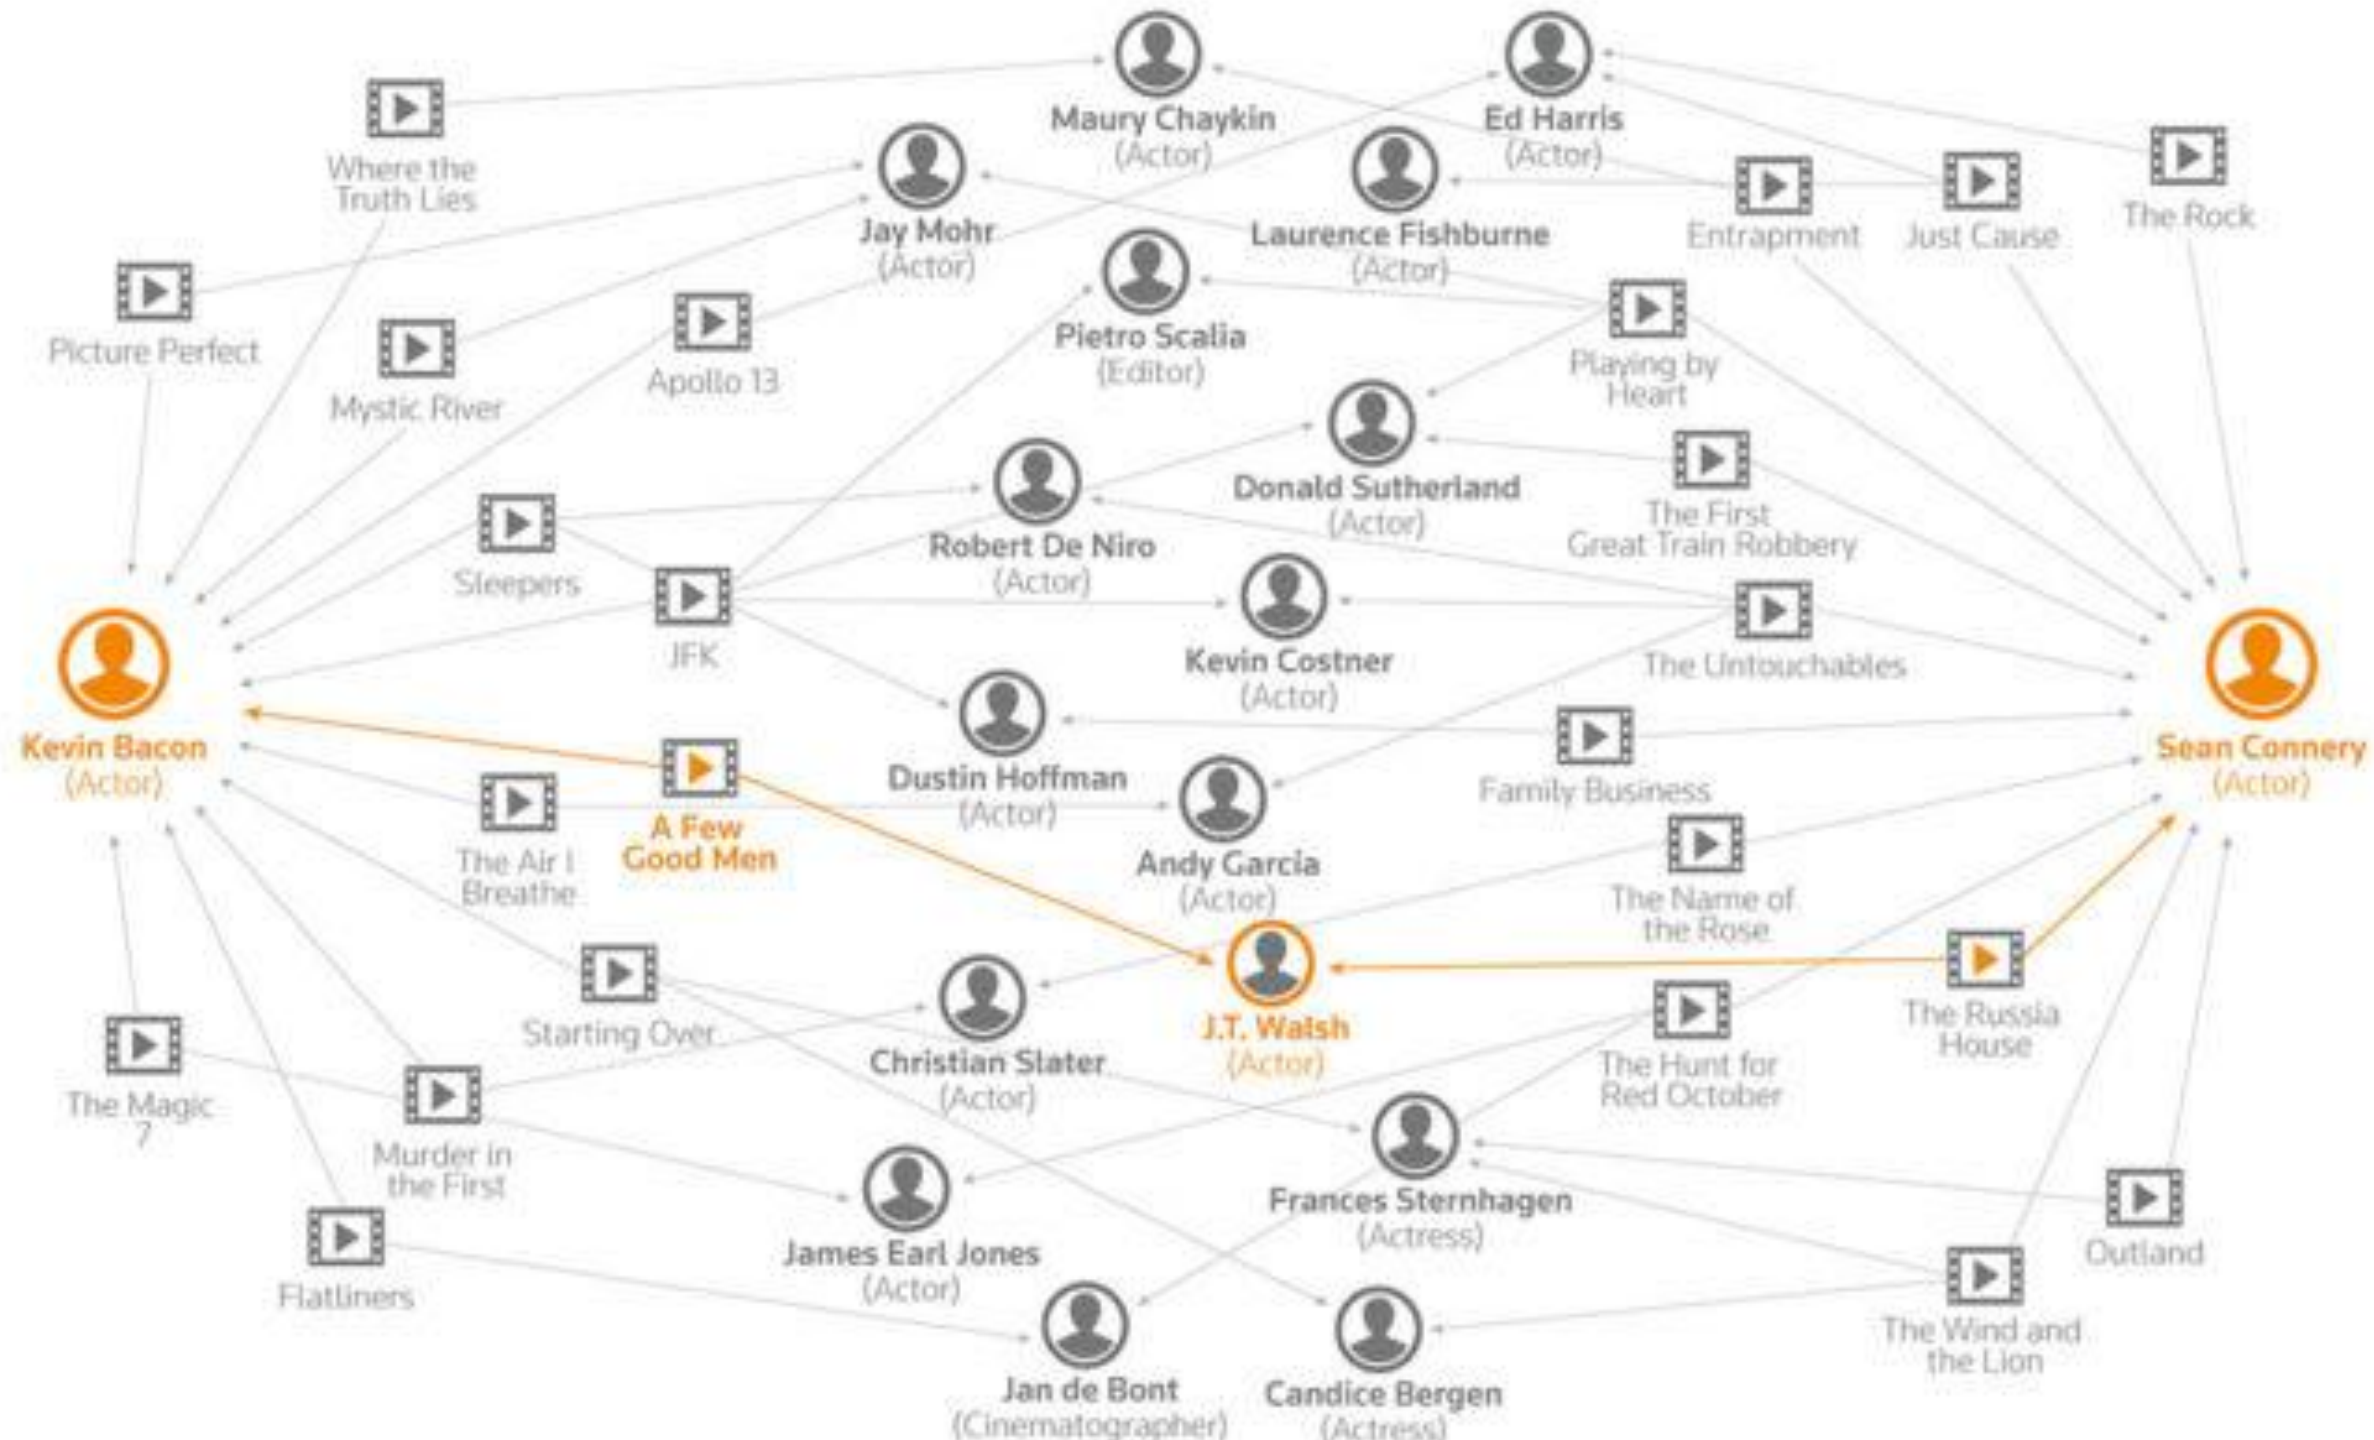 Maury Chaykin
(Actor)
Ed Harris
(Actor)
Where the
Truth Lies
Jay Mohr
(Actor)
Laurence Fishburne
(Actor)
Entrapment
Just Cause
The Rock
Picture Perfect
Mystic River
Apollo 13
Pietro Scalia
(Editor)
Playing by
Heart
Donald Sutherland
(Actor)
The First
Great Train Robbery
Robert De Niro
(Actor)
Sleepers
JFK
Kevin Costner
(Actor)
The Untouchables
Kevin Bacon
(Actor)
Sean Connery
(Actor)
Dustin Hoffman
(Actor)
Family Business
A Few
Good Men
The Air I
Breathe
Andy Garcia
(Actor)
The Name of
the Rose
Starting Over
Christian Slater
(Actor)
J.T. Walsh
(Actor)
The Hunt for
Red October
The Russia
House
The Magic
7
Murder in
the First
Frances Sternhagen
(Actress)
James Earl Jones
(Actor)
Outland
Flatliners
The Wind and
the Lion
Jan de Bont
(Cinematographer)
Candice Bergen
(Actress)